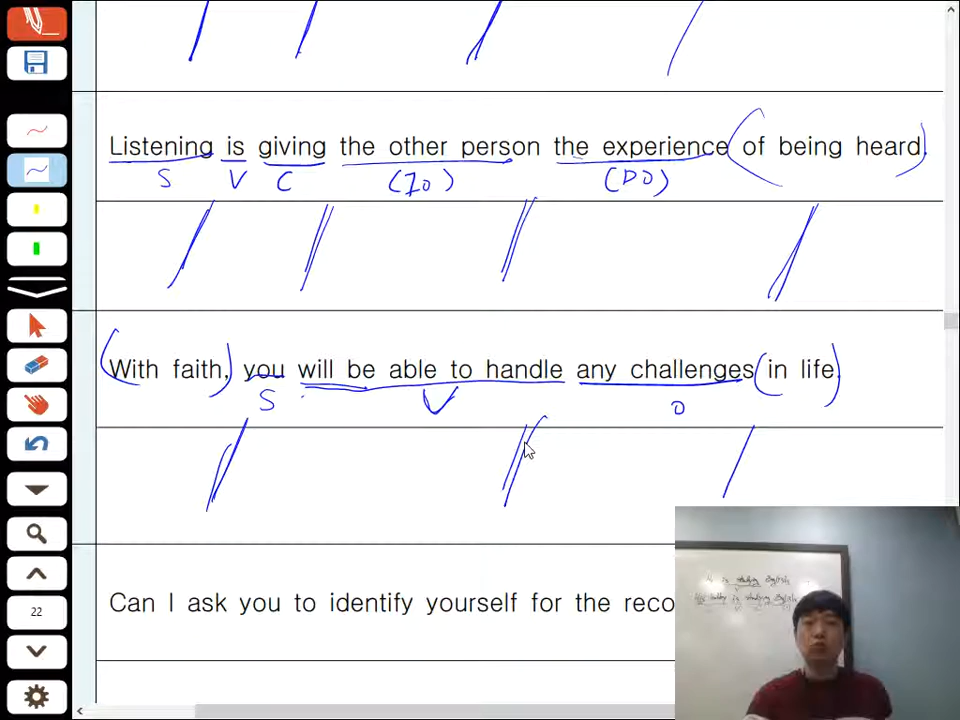 Listening is giving the other person the experience of being heard.
S V C (IO) (DO)
With faith, you will be able to handle any challenges in life.
S V O
Can I ask you to identify yourself for the reco
22